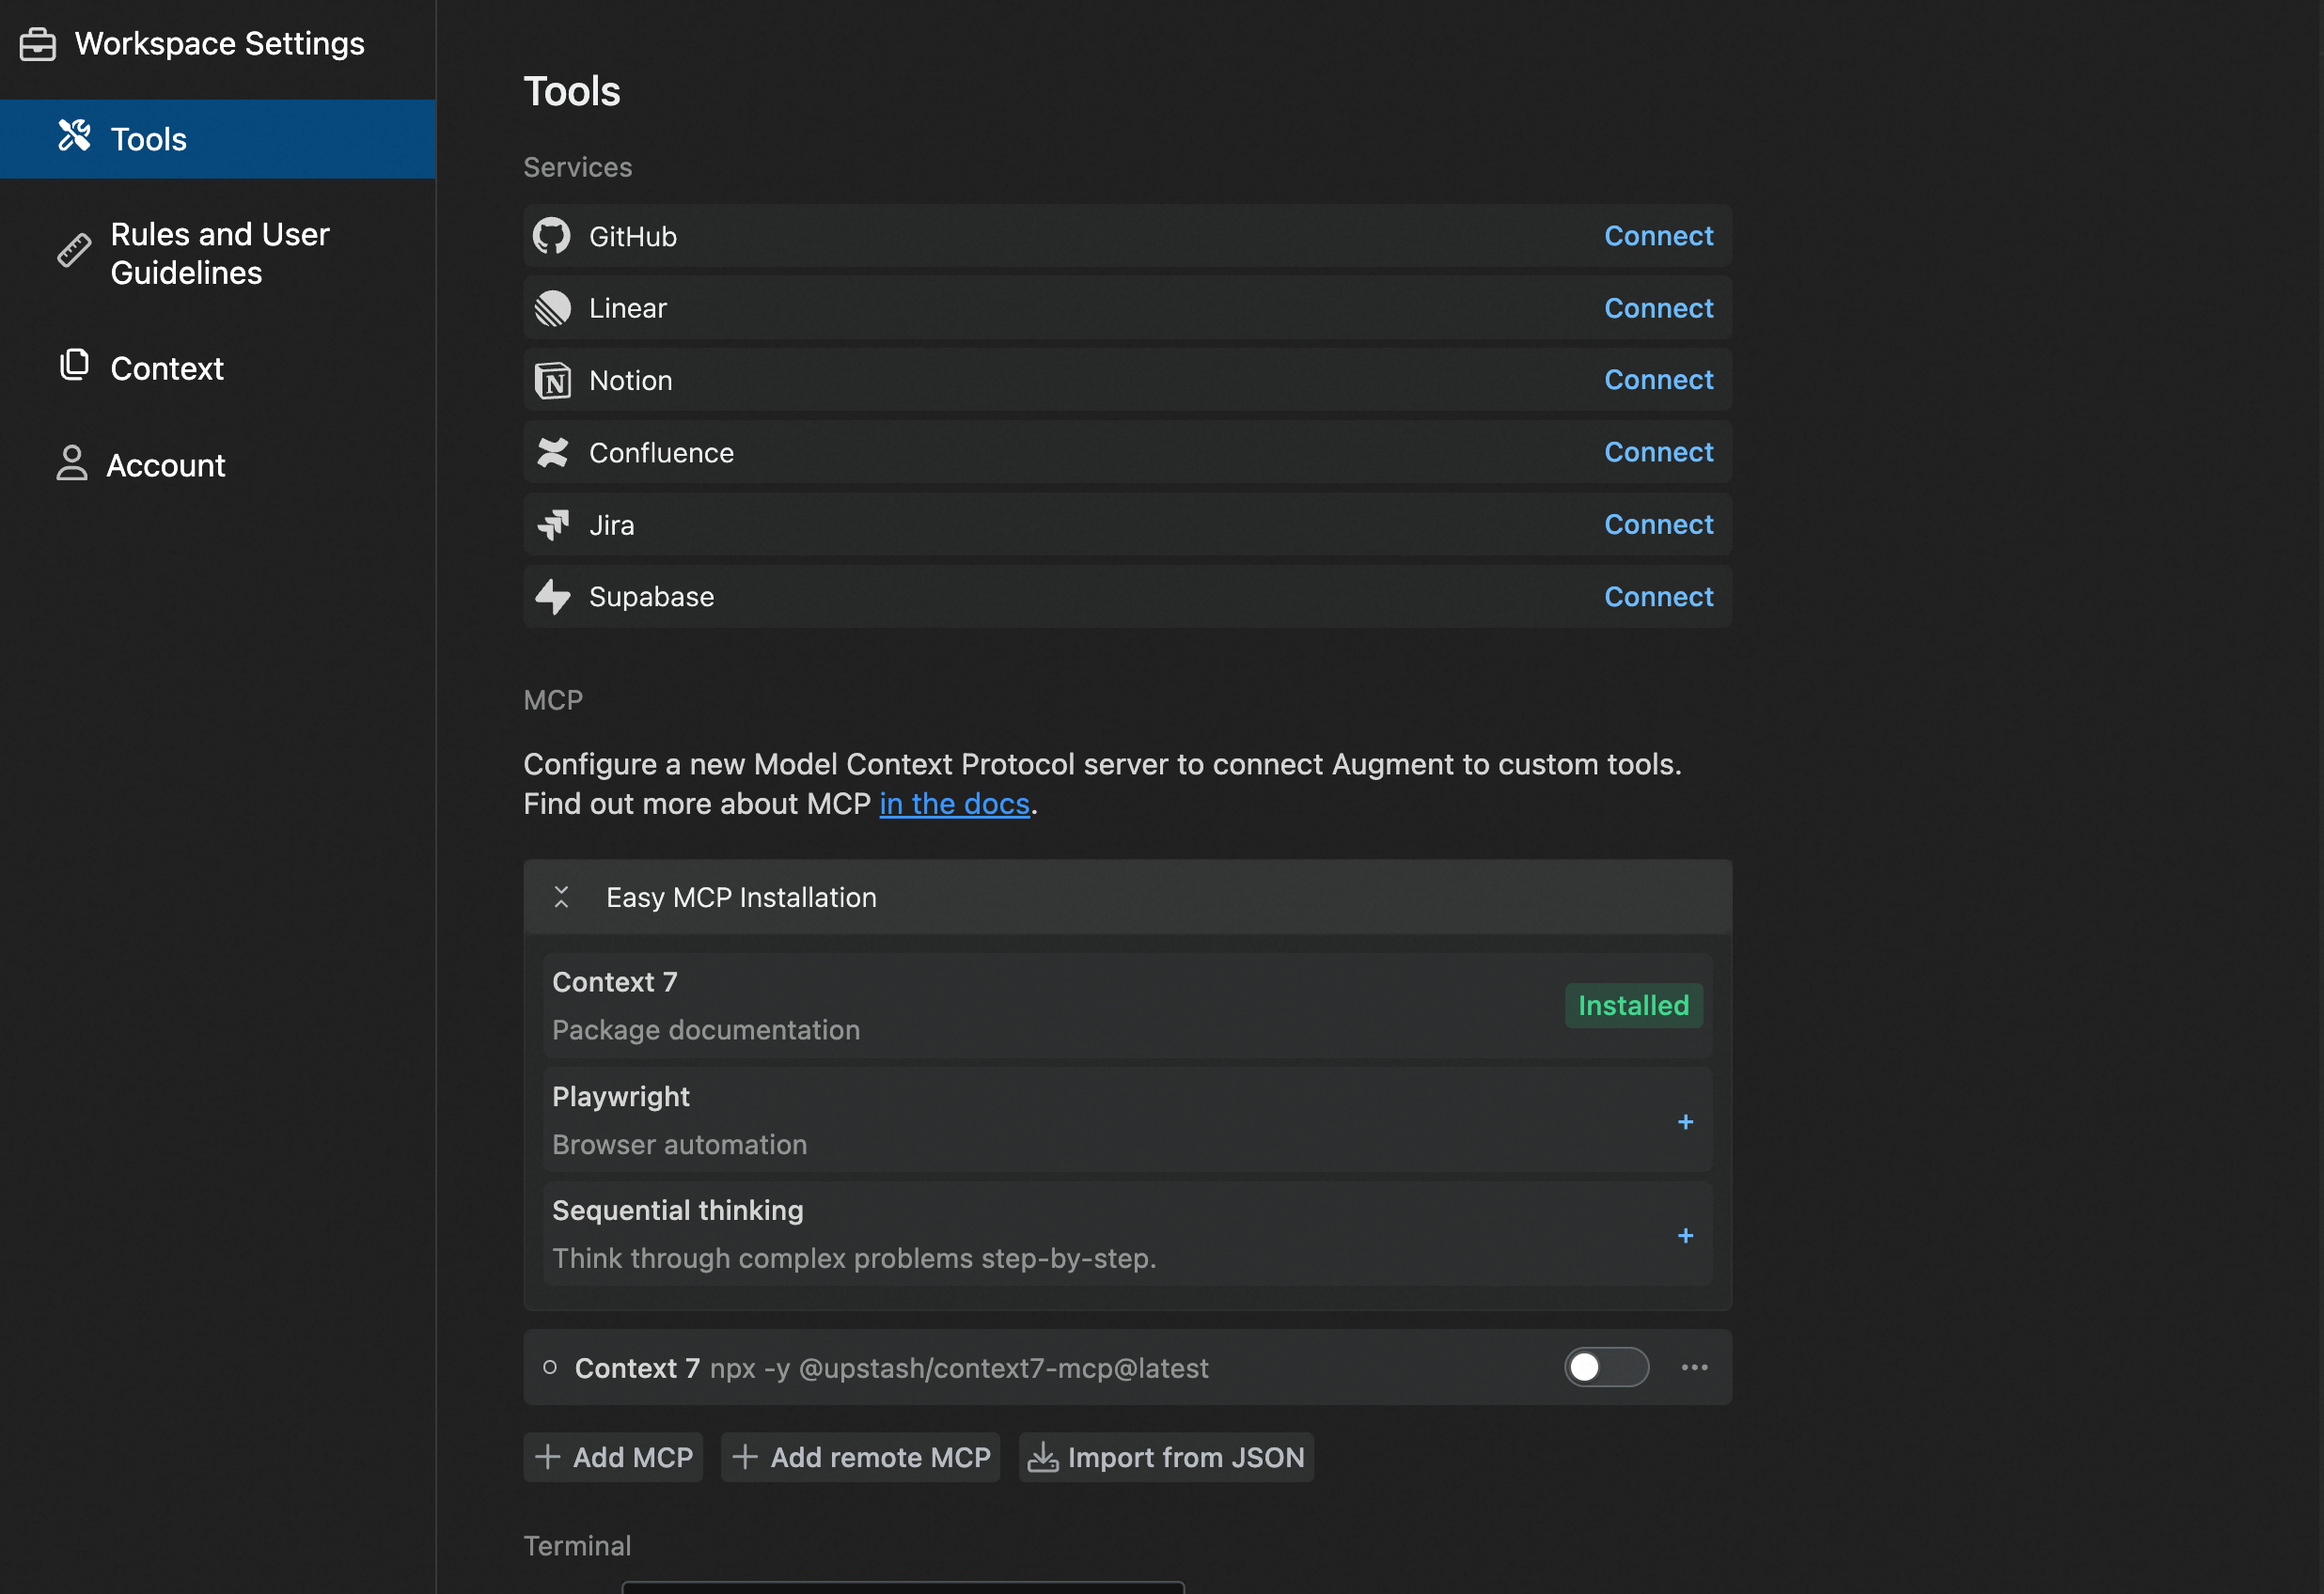 Workspace Settings
Tools
Rules and User
Guidelines
Context
Account
Tools
Services
GitHub
Connect
Linear
Connect
Notion
Connect
Confluence
Connect
Jira
Connect
Supabase
Connect
MCP
Configure a new Model Context Protocol server to connect Augment to custom tools.
Find out more about MCP in the docs.
Easy MCP Installation
Context 7
Package documentation
Installed
Playwright
Browser automation
+
Sequential thinking
Think through complex problems step-by-step.
+
Context 7 npx -y @upstash/context7-mcp@latest
...
+ Add MCP
+ Add remote MCP
Import from JSON
Terminal